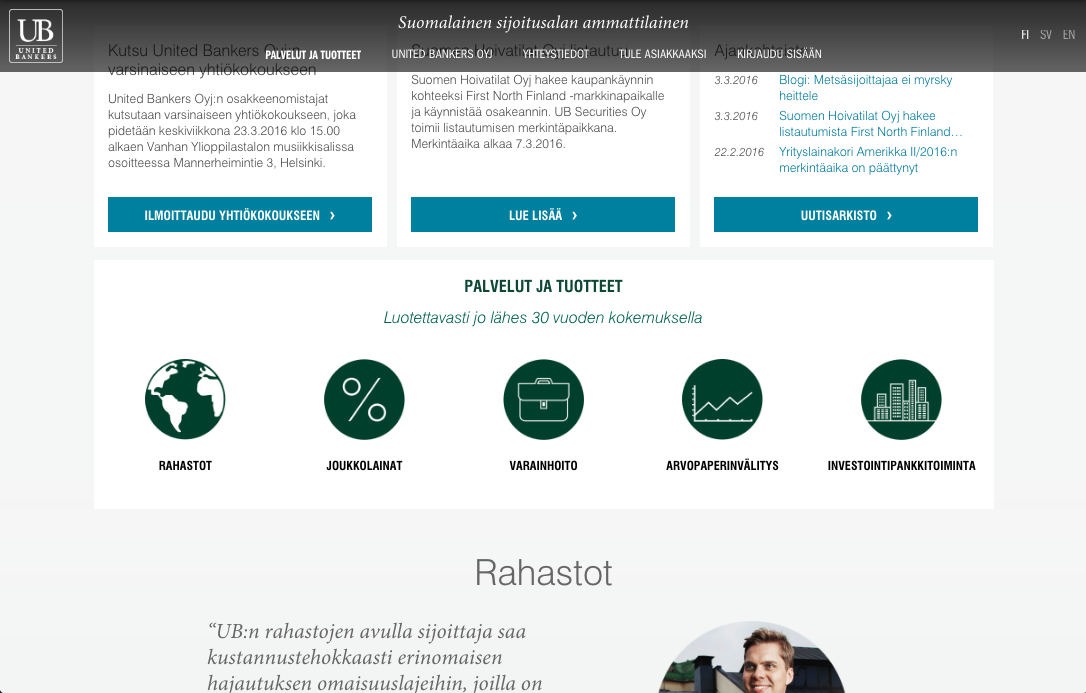 UB
UNITED
BANKERS
Suomalainen sijoitusalan ammattilainen
PALVELUT JA TUOTTEET
UNITED BANKERS OYJ
YHTEYSTIEDOT
TULE ASIAKKAAKSI
KIRJAUDU SISÄÄN
FI SV EN
Kutsu United Bankers Oyj:n
varsinaiseen yhtiökokoukseen
United Bankers Oyj:n osakkeenomistajat
kutsutaan varsinaiseen yhtiökokoukseen, joka
pidetään keskiviikkona 23.3.2016 klo 15.00
alkaen Vanhan Ylioppilastalon musiikkisalissa
osoitteessa Mannerheimintie 3, Helsinki.
ILMOITTAUDU YHTIÖKOKOUKSEEN ›
Suomen Hoivatilat Oyj listautuu
Suomen Hoivatilat Oyj hakee kaupankäynnin
kohteeksi First North Finland -markkinapaikalle
ja käynnistää osakeannin. UB Securities Oy
toimii listautumisen merkintäpaikkana.
Merkintäaika alkaa 7.3.2016.
LUE LISÄÄ ›
Ajankohtaista
3.3.2016 Blogi: Metsäsijoittajaa ei myrsky
heittele
3.3.2016 Suomen Hoivatilat Oyj hakee
listautumista First North Finland…
22.2.2016 Yrityslainakori Amerikka II/2016:n
merkintäaika on päättynyt
UUTISARKISTO ›
PALVELUT JA TUOTTEET
Luotettavasti jo lähes 30 vuoden kokemuksella
RAHASTOT
JOUKKOLAINAT
VARAINHOITO
ARVOPAPERINVÄLITYS
INVESTOINTIPANKKITOIMINTA
Rahastot
“UB:n rahastojen avulla sijoittaja saa
kustannustehokkaasti erinomaisen
hajautuksen omaisuuslajeihin, joilla on